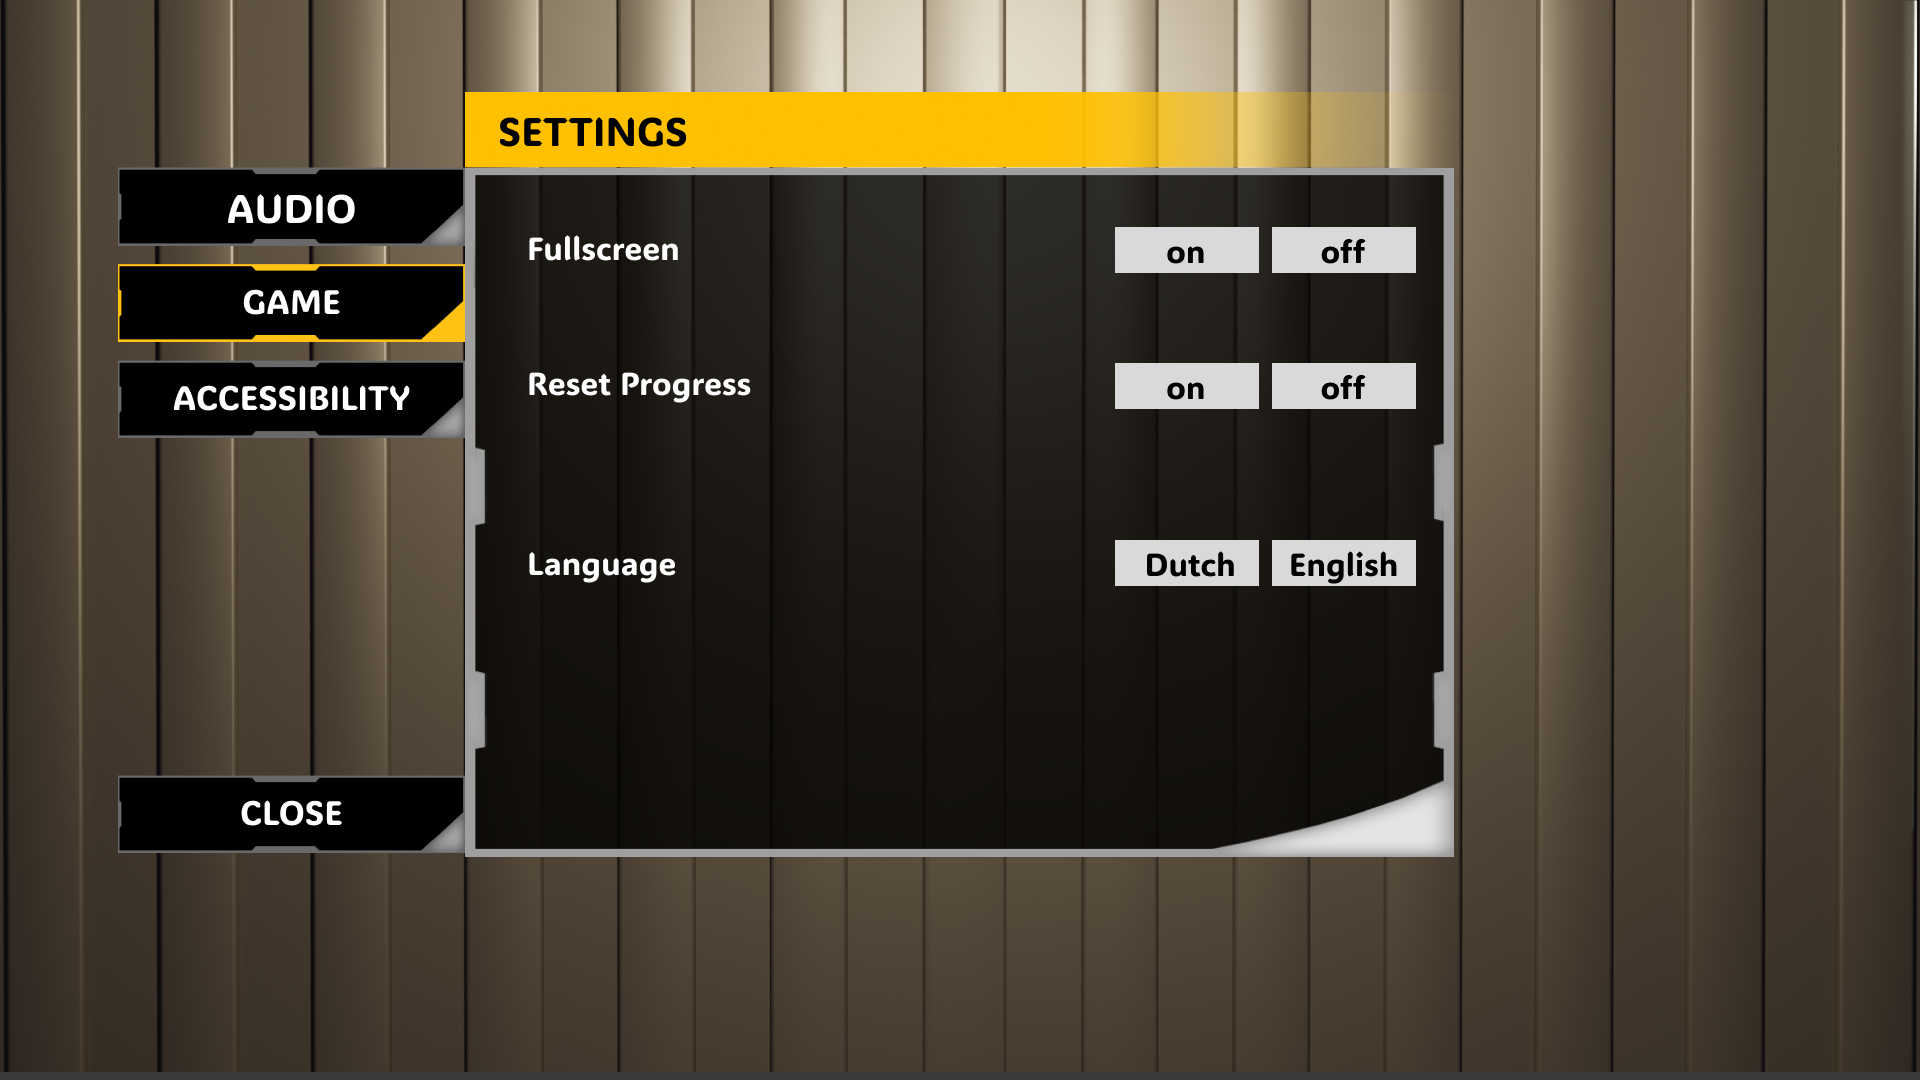 SETTINGS
AUDIO
GAME
ACCESSIBILITY
CLOSE
Fullscreen on off
Reset Progress on off
Language Dutch English